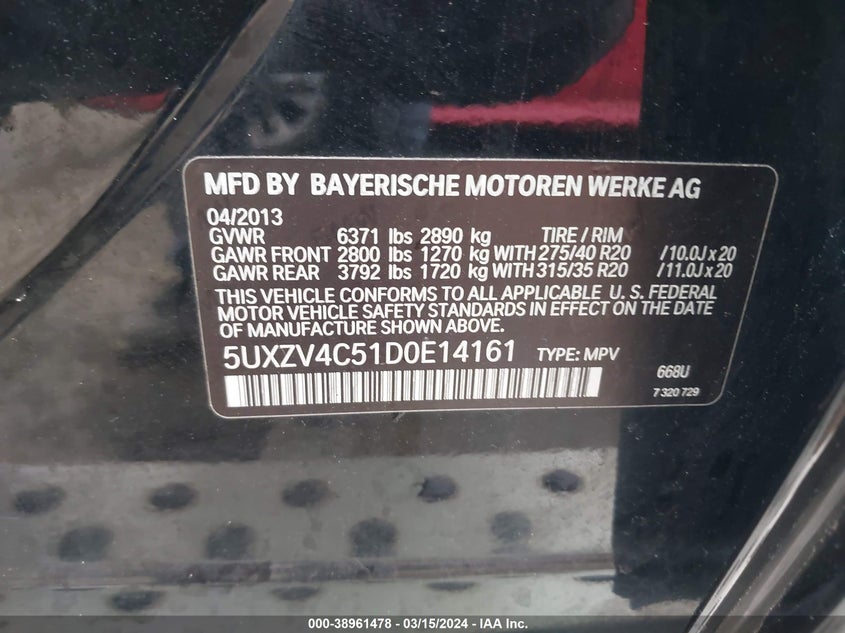 MFD BY BAYERISCHE MOTOREN WERKE AG
04/2013
GVWR 6371 lbs 2890 kg TIRE / RIM
GAWR FRONT 2800 lbs 1270 kg WITH 275/40 R20 /10.0J x 20
GAWR REAR 3792 lbs 1720 kg WITH 315/35 R20 /11.0J x 20
THIS VEHICLE CONFORMS TO ALL APPLICABLE U.S. FEDERAL
MOTOR VEHICLE SAFETY STANDARDS IN EFFECT ON THE DATE
OF MANUFACTURE SHOWN ABOVE.
5UXZV4C51D0E14161 TYPE: MPV
668U
7 320 729
000-38961478 - 03/15/2024 - IAA Inc.